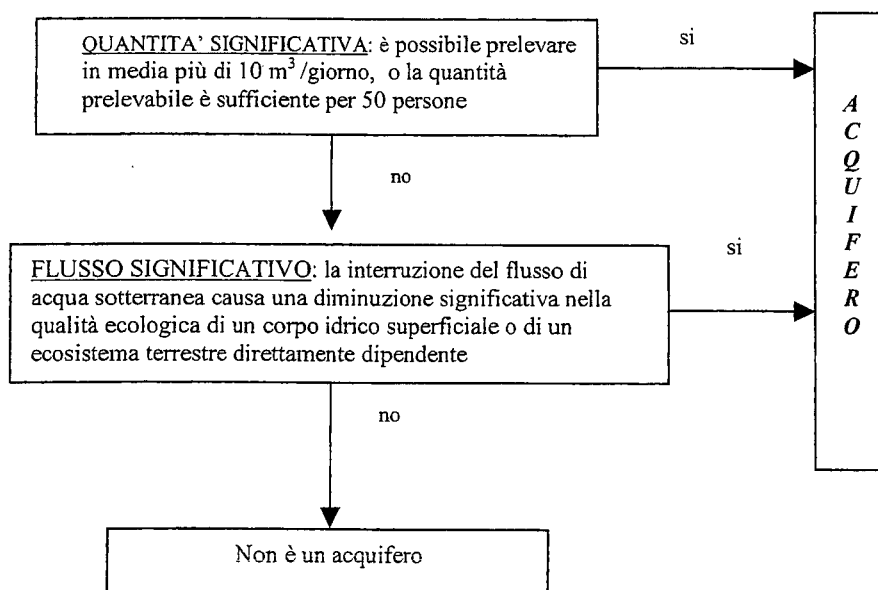 QUANTITA' SIGNIFICATIVA: è possibile prelevare
in media più di 10 m³/giorno, o la quantità
prelevabile è sufficiente per 50 persone
si
no
FLUSSO SIGNIFICATIVO: la interruzione del flusso di
acqua sotterranea causa una diminuzione significativa nella
qualità ecologica di un corpo idrico superficiale o di un
ecosistema terrestre direttamente dipendente
si
no
Non è un acquifero
A
C
Q
U
I
F
E
R
O